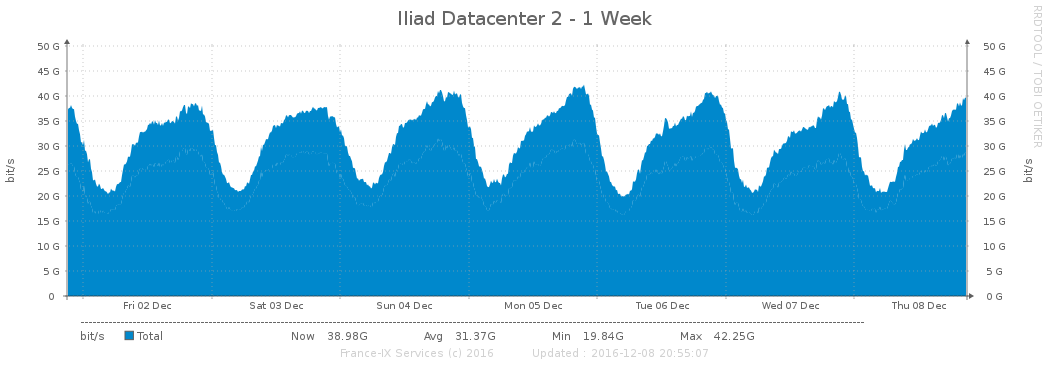 Iliad Datacenter 2 - 1 Week
RRDTOOL / TOBI OETIKER
50 G 50 G
45 G 45 G
40 G 40 G
35 G 35 G
30 G 30 G
25 G 25 G
20 G 20 G
15 G 15 G
10 G 10 G
5 G 5 G
0 0 G
bit/s bit/s
Fri 02 Dec Sat 03 Dec Sun 04 Dec Mon 05 Dec Tue 06 Dec Wed 07 Dec Thu 08 Dec
bit/s Total Now 38.98G Avg 31.37G Min 19.84G Max 42.25G
France-IX Services (c) 2016 Updated : 2016-12-08 20:55:07